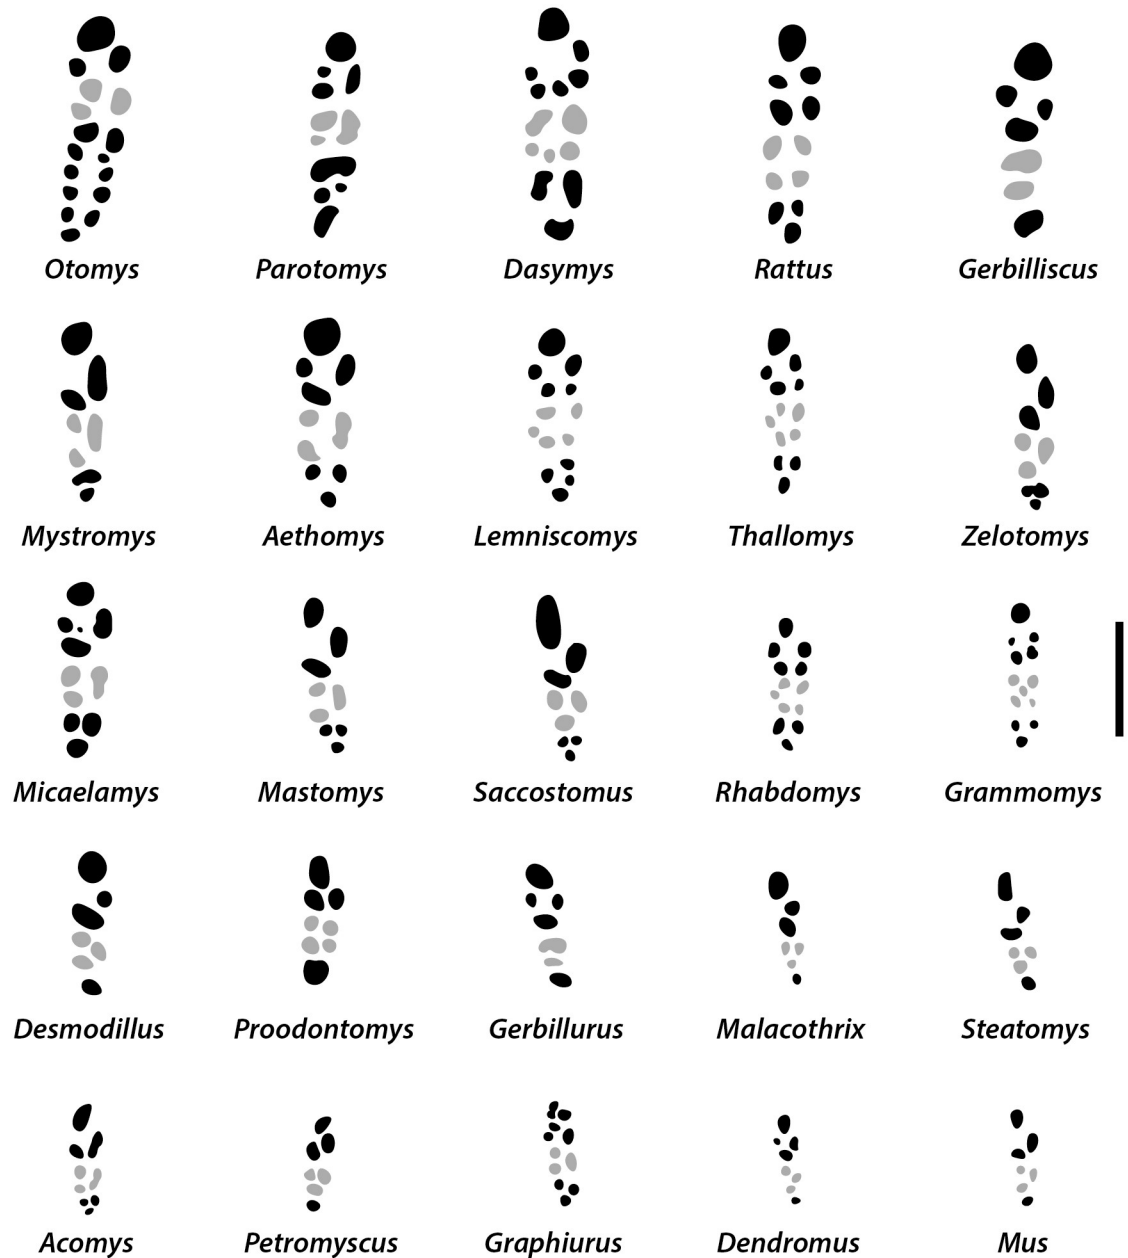 Otomys Parotomys Dasymys Rattus Gerbilliscus
Mystromys Aethomys Lemniscomys Thallomys Zelotomys
Micaelamys Mastomys Saccostomus Rhabdomys Grammomys
Desmodillus Proodontomys Gerbillurus Malacothrix Steatomys
Acomys Petromyscus Graphiurus Dendromus Mus